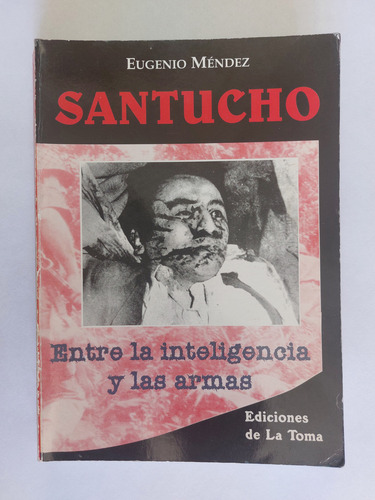 EUGENIO MÉNDEZ
SANTUCHO
Entre la inteligencia
y las armas
Ediciones
de La Toma